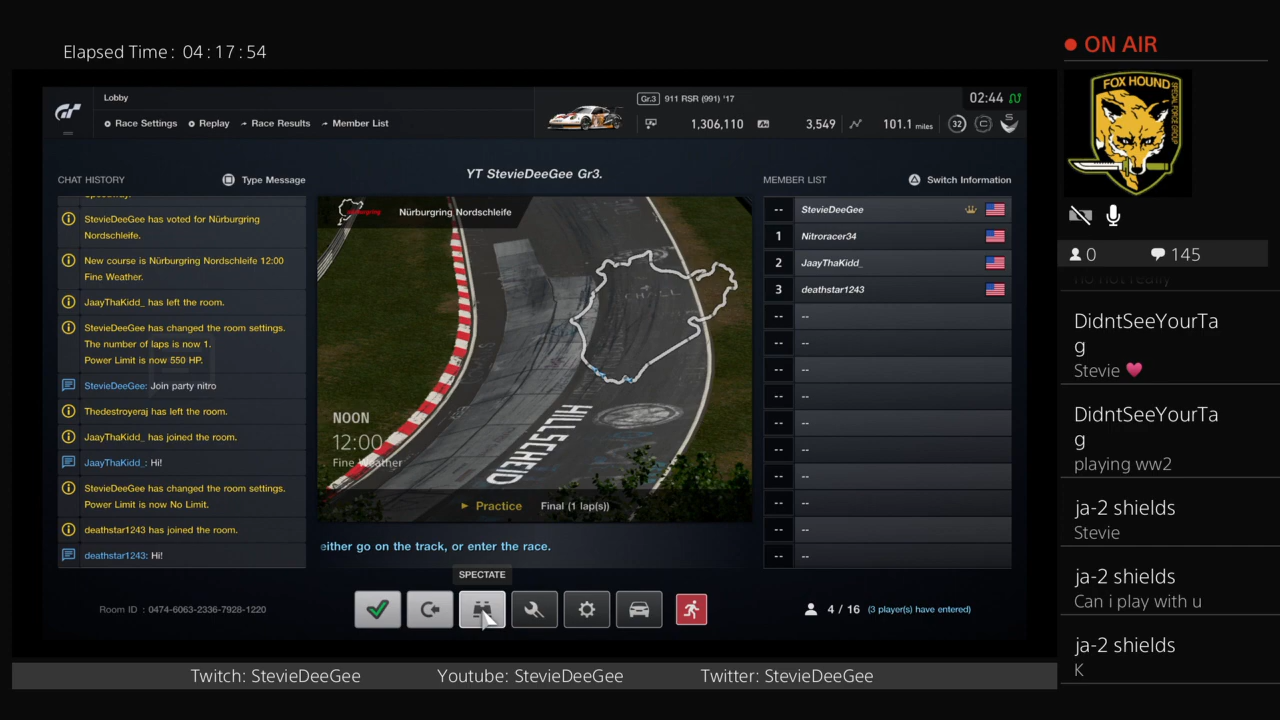 Elapsed Time: 04:17:54
ON AIR
FOX HOUND
SPECIAL FORCE GROUP
Lobby
Race Settings
Replay
Race Results
Member List
Gr.3 911 RSR (991) '17
02:44
1,306,110
3,549
101.1 miles
32
C
S
CHAT HISTORY
Type Message
YT StevieDeeGee Gr3.
MEMBER LIST
Switch Information
Speedway.
StevieDeeGee has voted for Nürburgring
Nordschleife.
New course is Nürburgring Nordschleife 12:00
Fine Weather.
JaayThaKidd_ has left the room.
StevieDeeGee has changed the room settings.
The number of laps is now 1.
Power Limit is now 550 HP.
StevieDeeGee: Join party nitro
Thedestroyeraj has left the room.
JaayThaKidd_ has joined the room.
JaayThaKidd_: Hi!
StevieDeeGee has changed the room settings.
Power Limit is now No Limit.
deathstar1243 has joined the room.
deathstar1243: Hi!
Nürburgring Nordschleife
HILLSCHEID
NOON
12:00
Fine Weather
Practice
Final (1 lap(s))
either go on the track, or enter the race.
-- StevieDeeGee
1 Nitroracer34
2 JaayThaKidd_
3 deathstar1243
-- --
-- --
-- --
-- --
-- --
-- --
-- --
-- --
-- --
-- --
SPECTATE
Room ID : 0474-6063-2336-7928-1220
4 / 16 (3 player(s) have entered)
Twitch: StevieDeeGee
Youtube: StevieDeeGee
Twitter: StevieDeeGee
0
145
no not really
DidntSeeYourTa
g
Stevie
DidntSeeYourTa
g
playing ww2
ja-2 shields
Stevie
ja-2 shields
Can i play with u
ja-2 shields
K